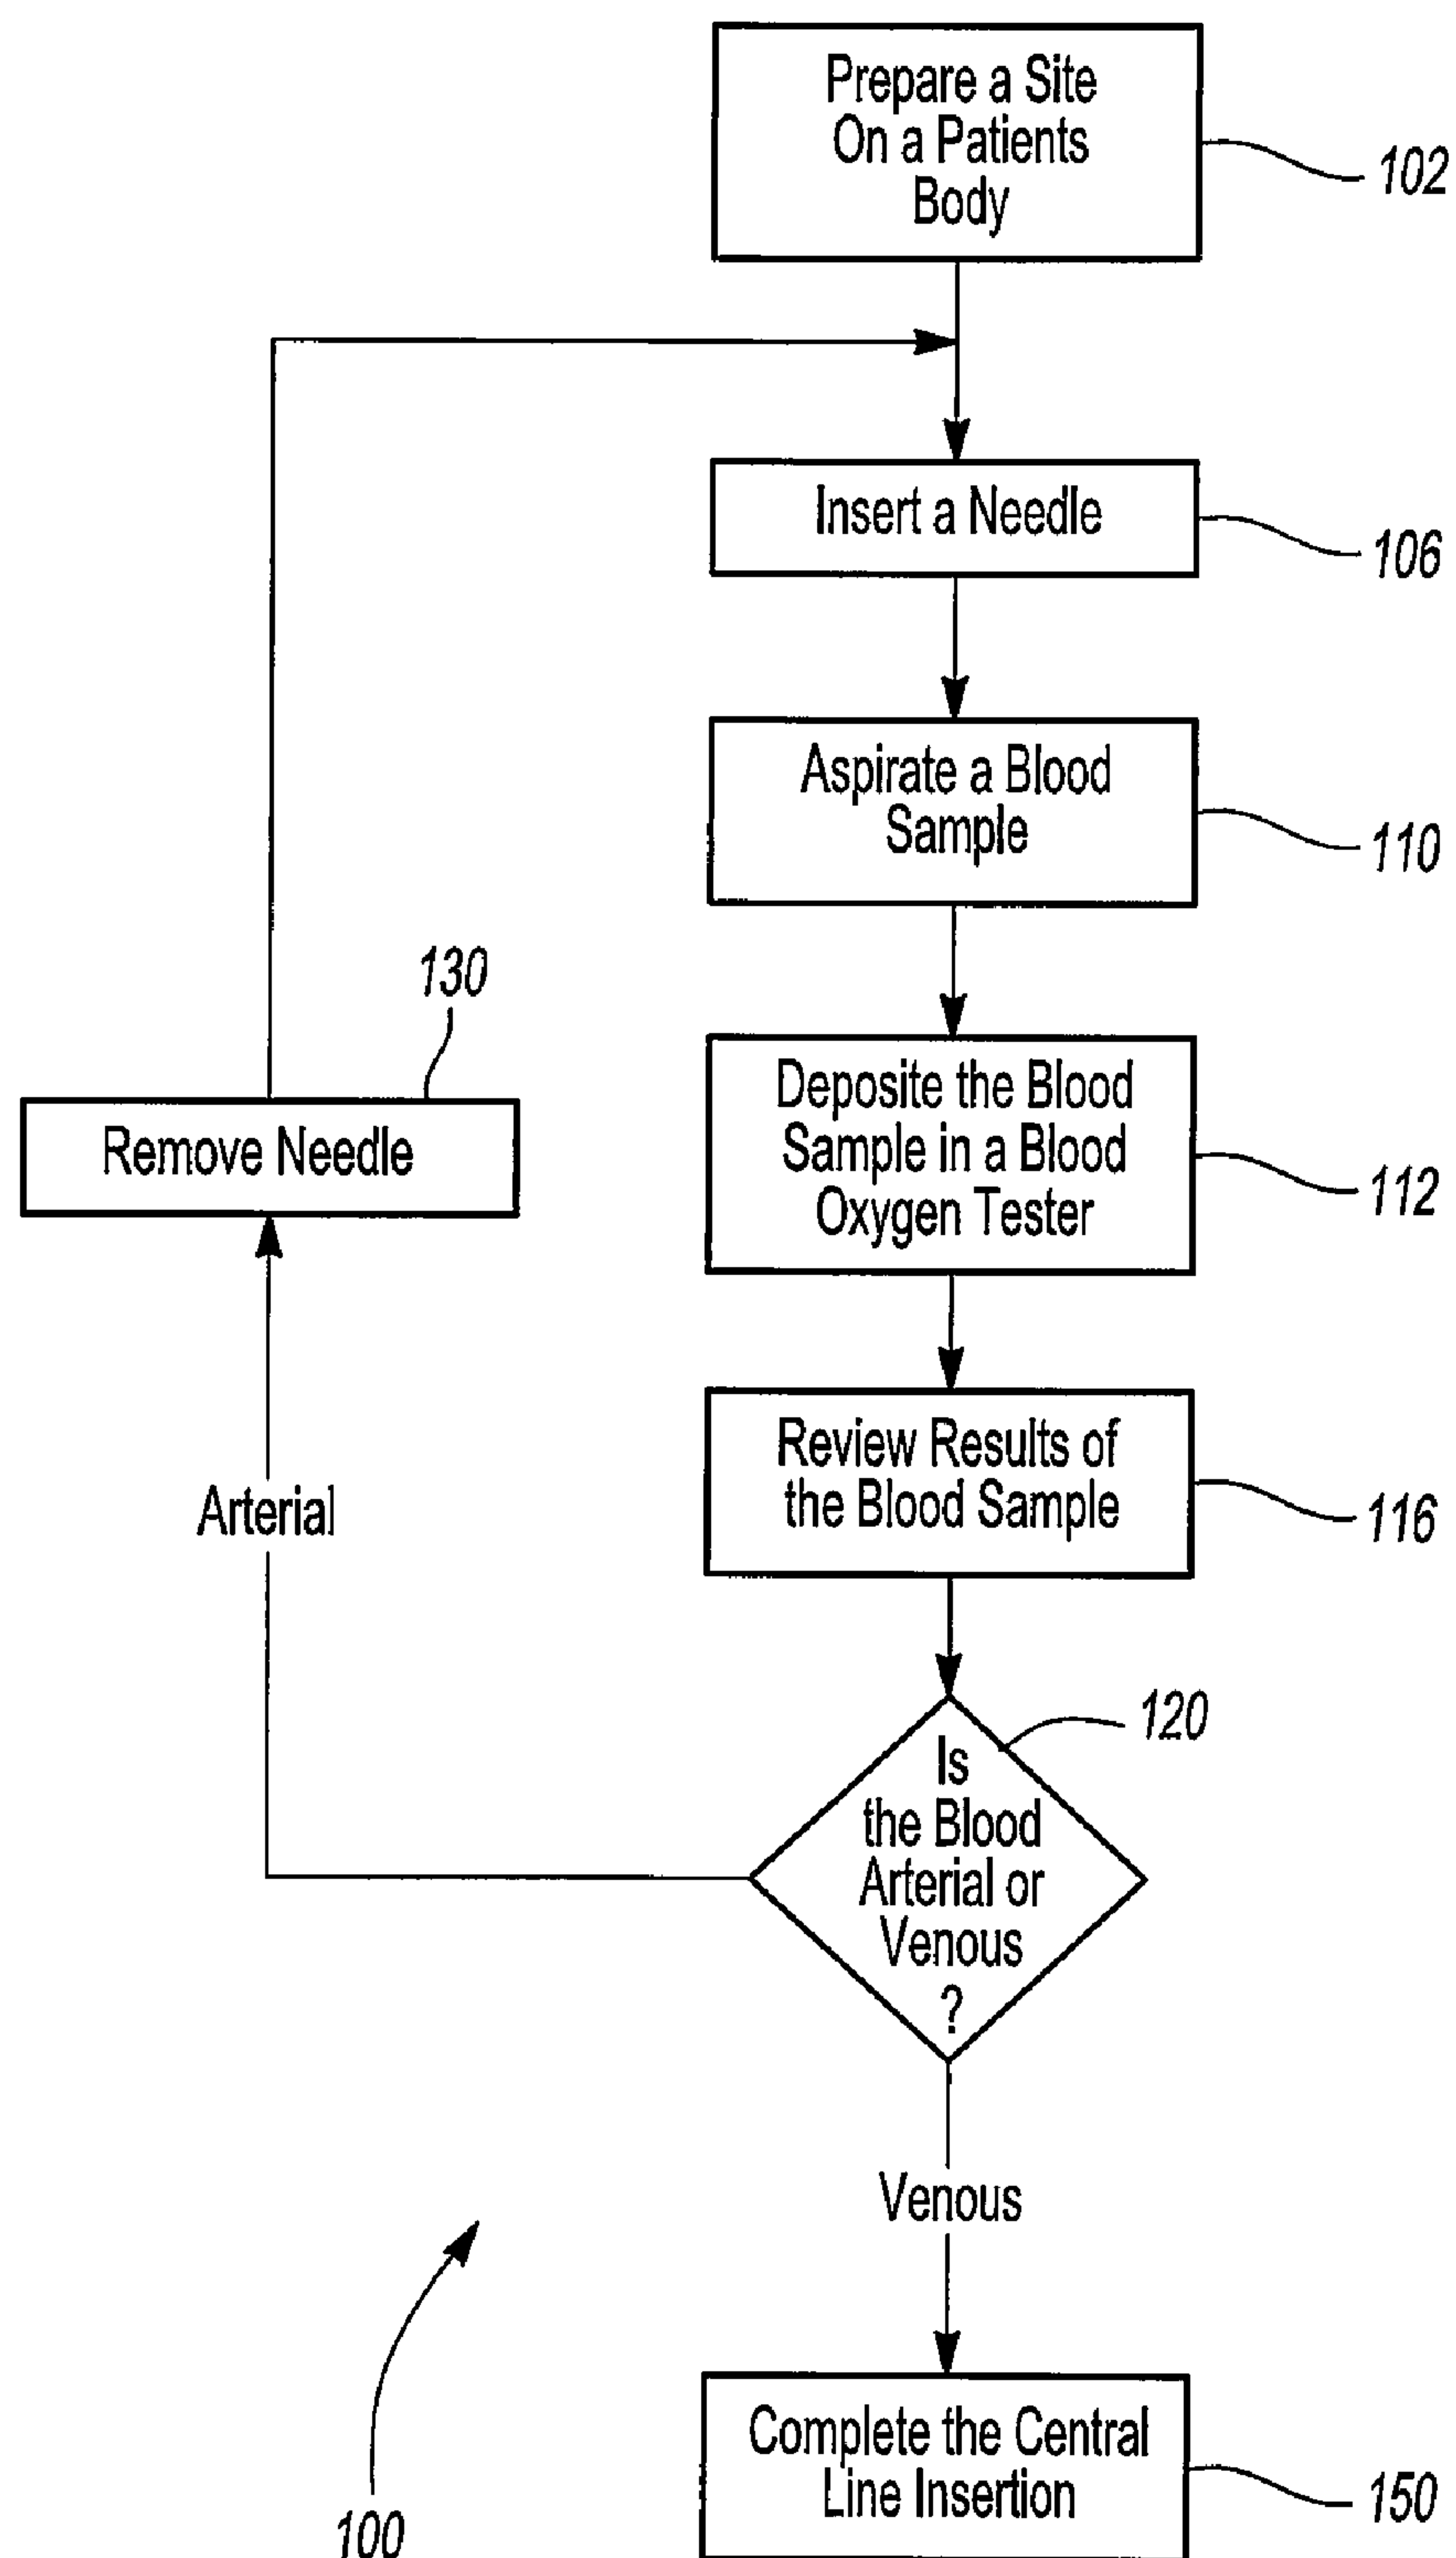 Prepare a Site
On a Patients
Body
102
Insert a Needle
106
Aspirate a Blood
Sample
110
130
Remove Needle
Deposite the Blood
Sample in a Blood
Oxygen Tester
112
Review Results of
the Blood Sample
116
Arterial
120
Is
the Blood
Arterial or
Venous
?
Venous
100
Complete the Central
Line Insertion
150